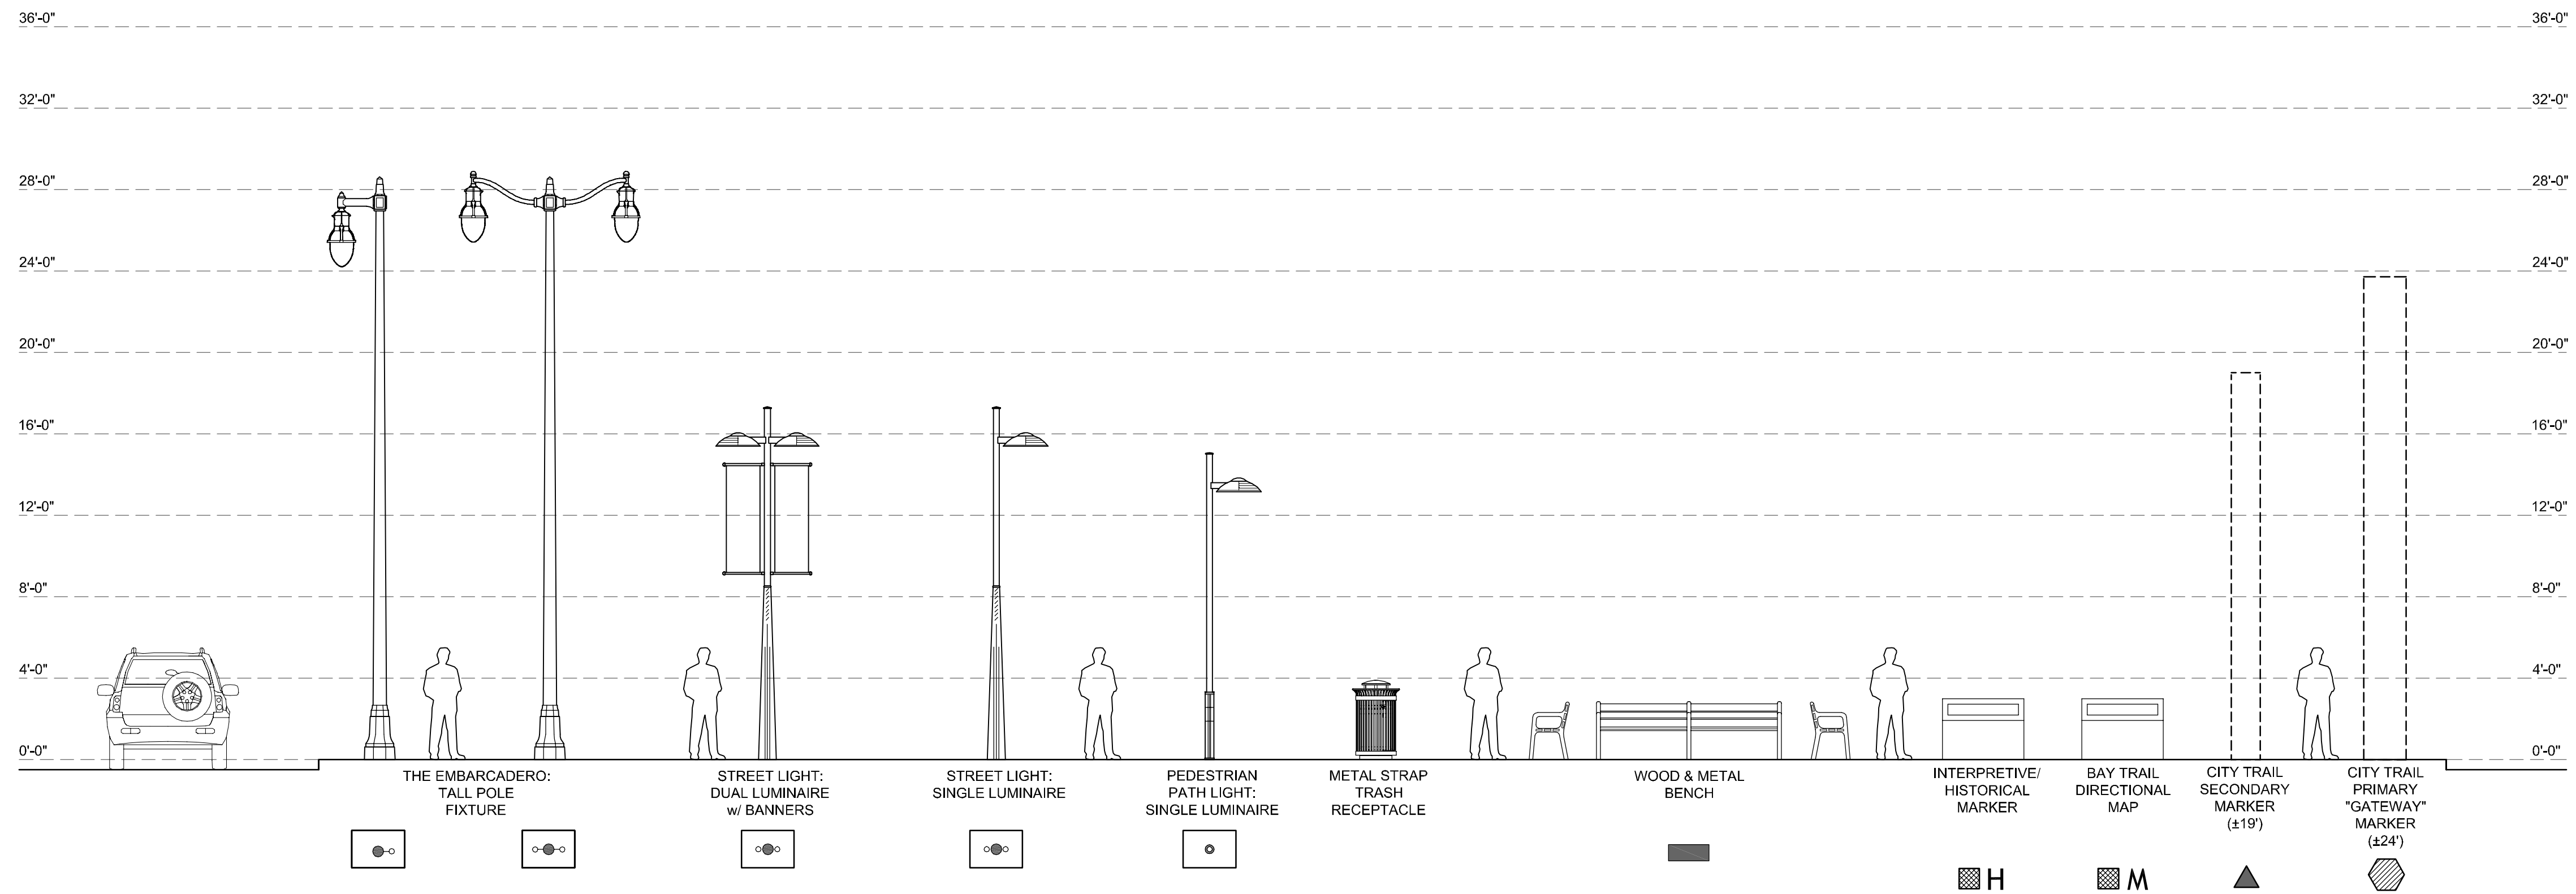 36'-0" 36'-0"
32'-0" 32'-0"
28'-0" 28'-0"
24'-0" 24'-0"
20'-0" 20'-0"
16'-0" 16'-0"
12'-0" 12'-0"
8'-0" 8'-0"
4'-0" 4'-0"
0'-0" 0'-0"
THE EMBARCADERO:
TALL POLE
FIXTURE
STREET LIGHT:
DUAL LUMINAIRE
w/ BANNERS
STREET LIGHT:
SINGLE LUMINAIRE
PEDESTRIAN
PATH LIGHT:
SINGLE LUMINAIRE
METAL STRAP
TRASH
RECEPTACLE
WOOD & METAL
BENCH
INTERPRETIVE/
HISTORICAL
MARKER
H
BAY TRAIL
DIRECTIONAL
MAP
M
CITY TRAIL
SECONDARY
MARKER
(±19')
CITY TRAIL
PRIMARY
"GATEWAY"
MARKER
(±24')